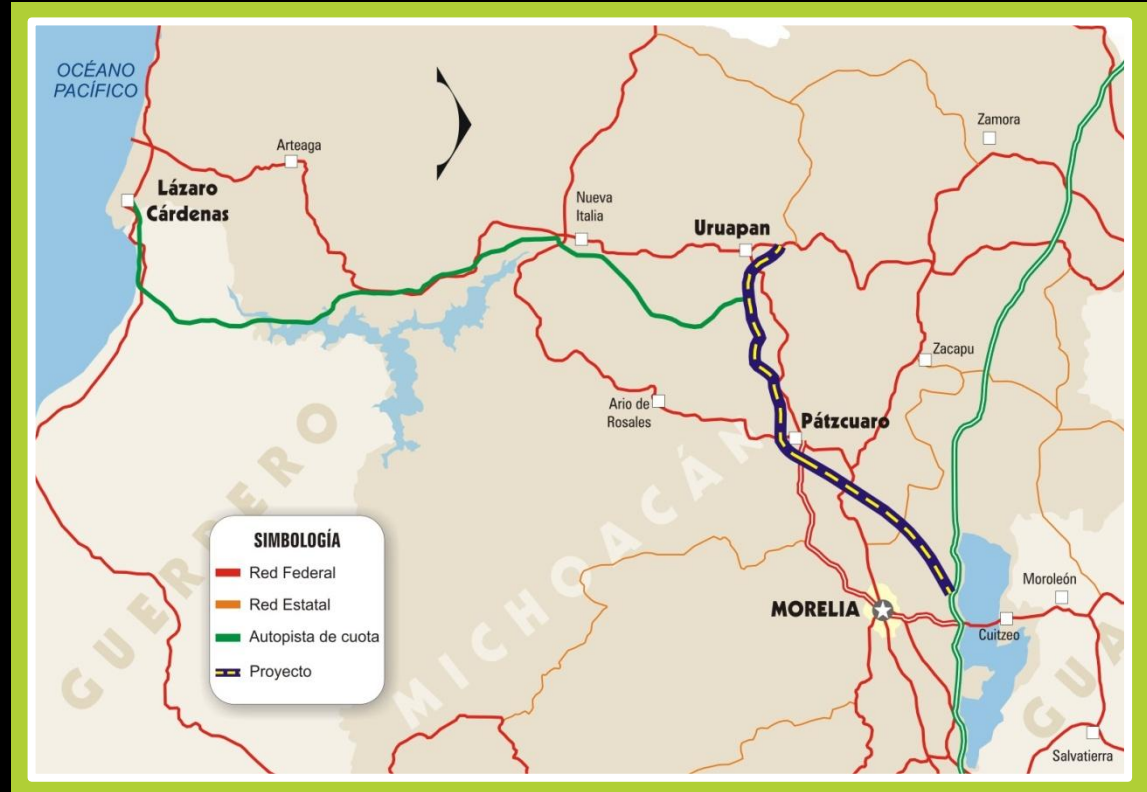 OCÉANO
PACÍFICO
Zamora
Arteaga
Lázaro
Cárdenas
Nueva
Italia
Uruapan
Zacapu
Ario de
Rosales
Pátzcuaro
GUERRERO
MICHOACÁN
SIMBOLOGÍA
Red Federal
Red Estatal
Autopista de cuota
Proyecto
MORELIA
Moroleón
Cuitzeo
GUA
Salvatierra